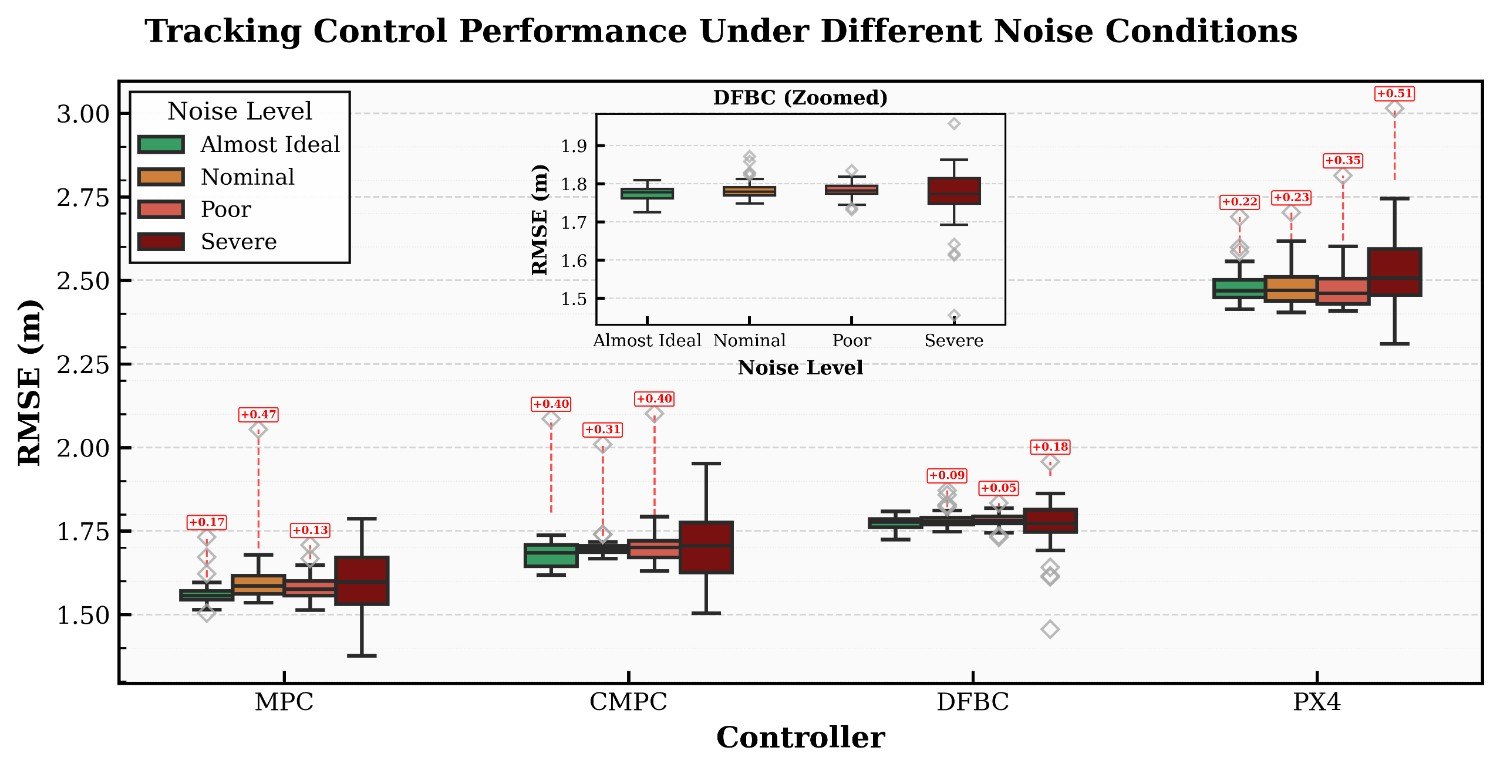 Tracking Control Performance Under Different Noise Conditions
RMSE (m)
3.00
2.75
2.50
2.25
2.00
1.75
1.50
Noise Level
Almost Ideal
Nominal
Poor
Severe
DFBC (Zoomed)
RMSE (m)
1.9
1.8
1.7
1.6
1.5
Almost Ideal Nominal Poor Severe
Noise Level
+0.17
+0.47
+0.13
+0.40
+0.31
+0.40
+0.09
+0.05
+0.18
+0.22
+0.23
+0.35
+0.51
MPC CMPC DFBC PX4
Controller